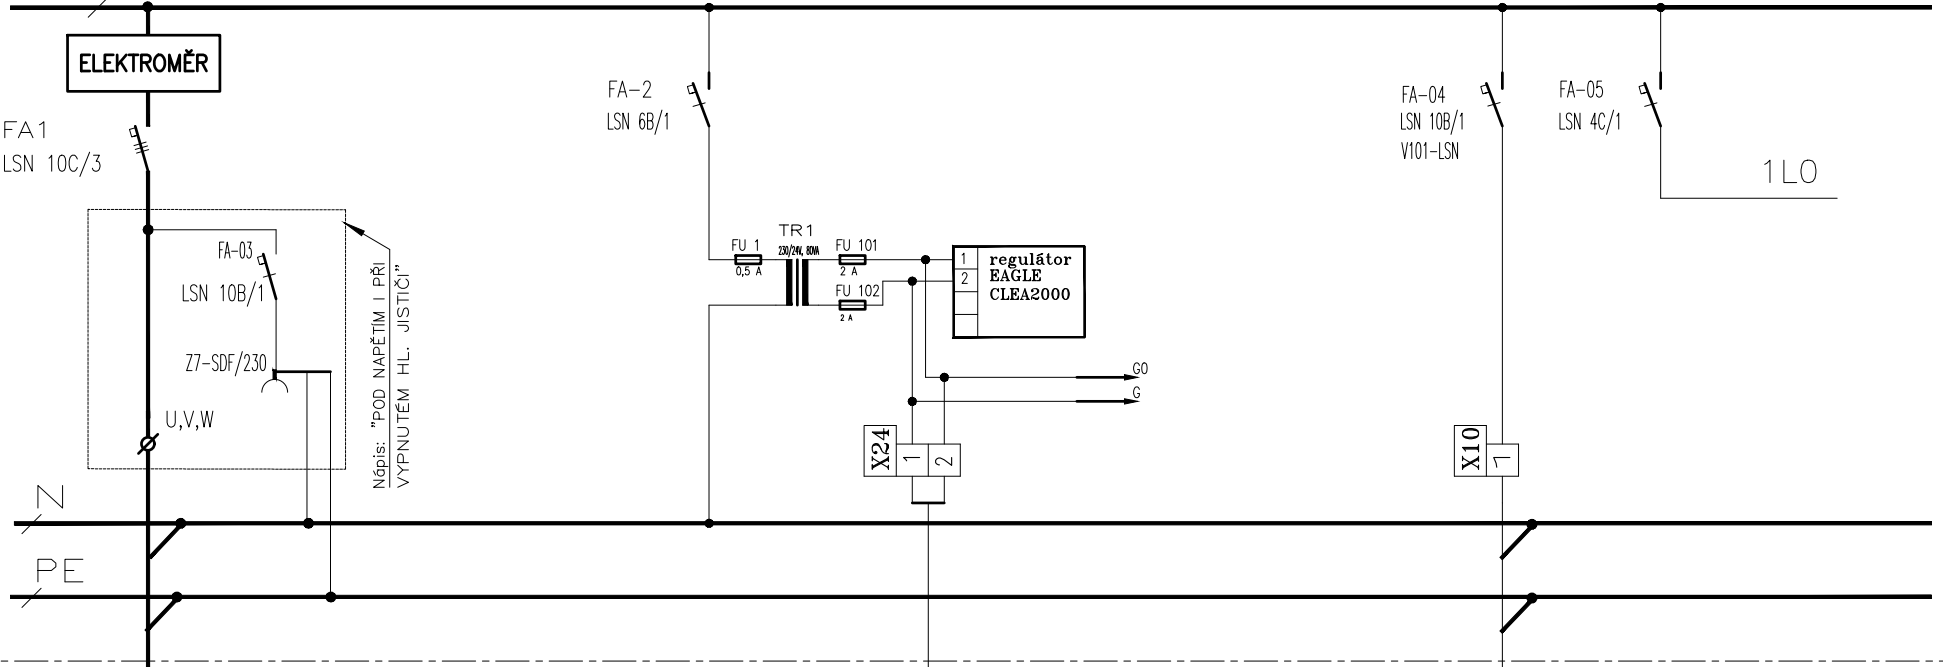 ELEKTROMĚR
FA1
LSN 10C/3
FA-03
LSN 10B/1
Z7-SDF/230
U,V,W
Nápis: "POD NAPĚTÍM I PŘI
VYPNUTÉM HL. JISTIČI"
FA-2
LSN 6B/1
FU 1
0,5 A
TR1
230/24V, 80VA
FU 101
2 A
FU 102
2 A
1
2
regulátor
EAGLE
CLEA2000
G0
G
X24
1
2
FA-04
LSN 10B/1
V101-LSN
X10
1
FA-05
LSN 4C/1
1L0
N
PE